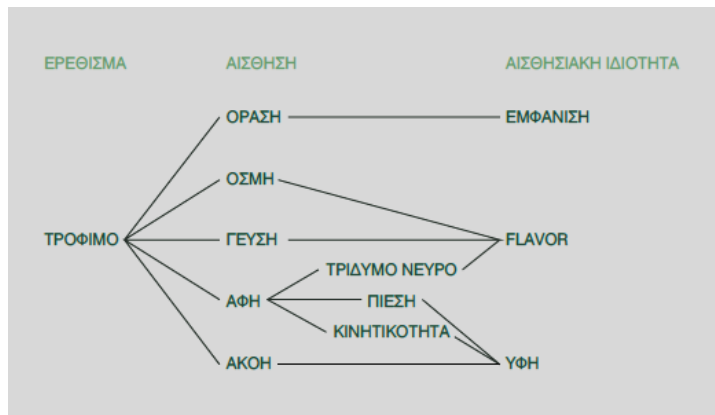 ΕΡΕΘΙΣΜΑ ΑΙΣΘΗΣΗ ΑΙΣΘΗΣΙΑΚΗ ΙΔΙΟΤΗΤΑ
ΟΡΑΣΗ ΕΜΦΑΝΙΣΗ
ΟΣΜΗ
ΤΡΟΦΙΜΟ ΓΕΥΣΗ FLAVOR
ΤΡΙΔΥΜΟ ΝΕΥΡΟ
ΑΦΗ ΠΙΕΣΗ
ΚΙΝΗΤΙΚΟΤΗΤΑ
ΑΚΟΗ ΥΦΗ